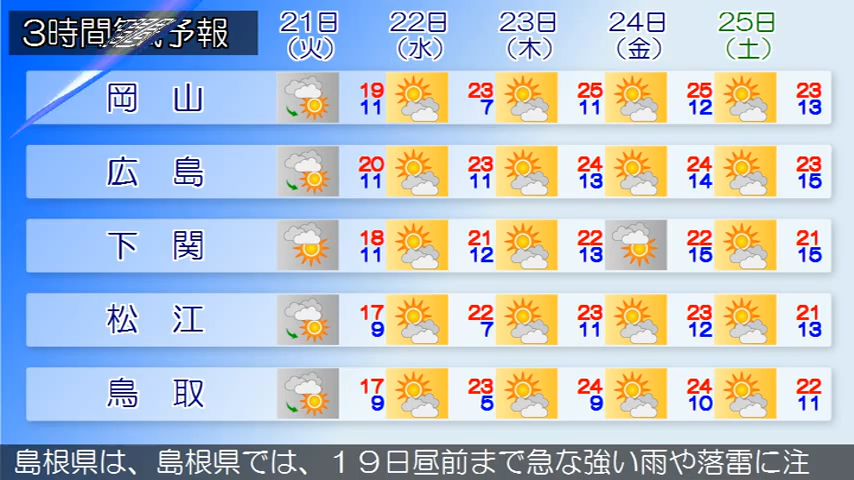 3時間天気予報
21日 22日 23日 24日 25日
(火) (水) (木) (金) (土)
岡山 19 11 23 7 25 11 25 12 23 13
広島 20 11 23 11 24 13 24 14 23 15
下関 18 11 21 12 22 13 22 15 21 15
松江 17 9 22 7 23 11 23 12 21 13
鳥取 17 9 23 5 24 9 24 10 22 11
島根県は、島根県では、19日昼前まで急な強い雨や落雷に注